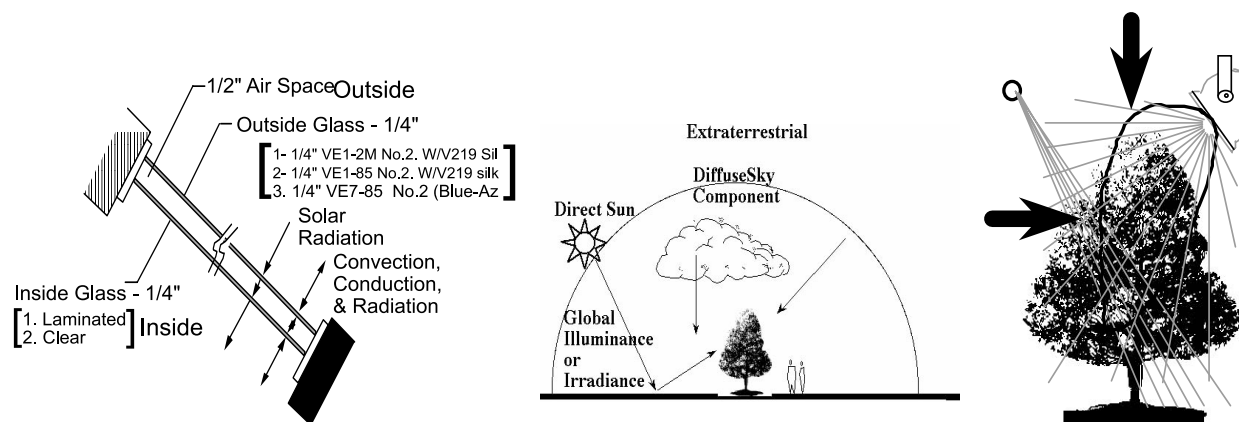 1/2" Air Space Outside
Outside Glass - 1/4"
1- 1/4" VE1-2M No.2. W/V219 Sil
2- 1/4" VE1-85 No.2. W/V219 silk
3. 1/4" VE7-85 No.2 (Blue-Az
Solar
Radiation
Convection,
Conduction,
& Radiation
Inside Glass - 1/4"
1. Laminated
2. Clear
Inside
Extraterrestrial
DiffuseSky
Component
Direct Sun
Global
Illuminance
or
Irradiance